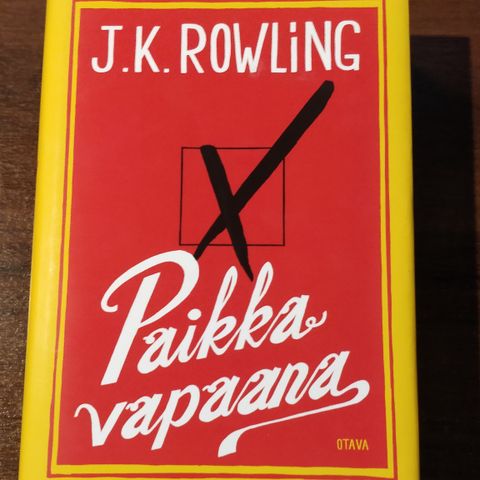 J.K. ROWLING
Paikka
vapaana
OTAVA